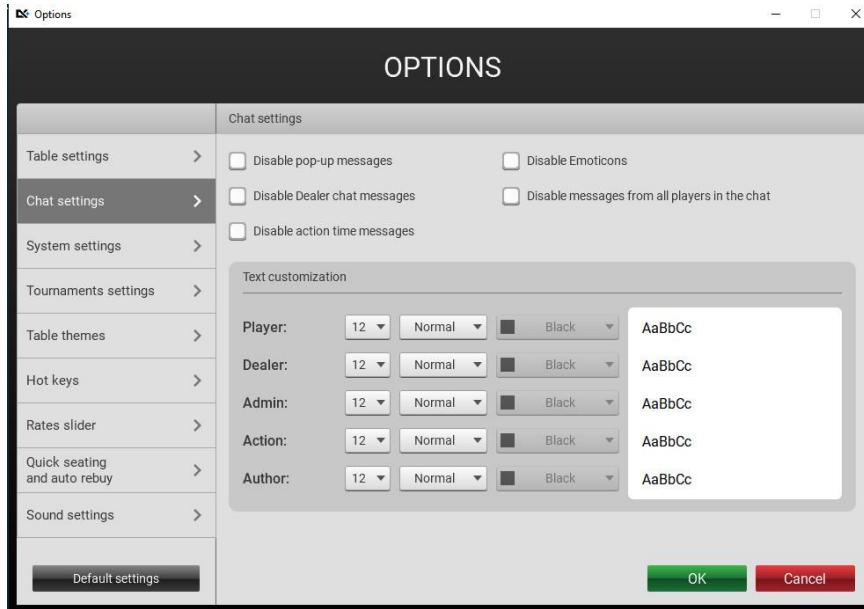 Options
OPTIONS
Table settings
Chat settings
System settings
Tournaments settings
Table themes
Hot keys
Rates slider
Quick seating
and auto rebuy
Sound settings
Default settings
Chat settings
Disable pop-up messages
Disable Emoticons
Disable Dealer chat messages
Disable messages from all players in the chat
Disable action time messages
Text customization
Player: 12 Normal Black AaBbCc
Dealer: 12 Normal Black AaBbCc
Admin: 12 Normal Black AaBbCc
Action: 12 Normal Black AaBbCc
Author: 12 Normal Black AaBbCc
OK Cancel